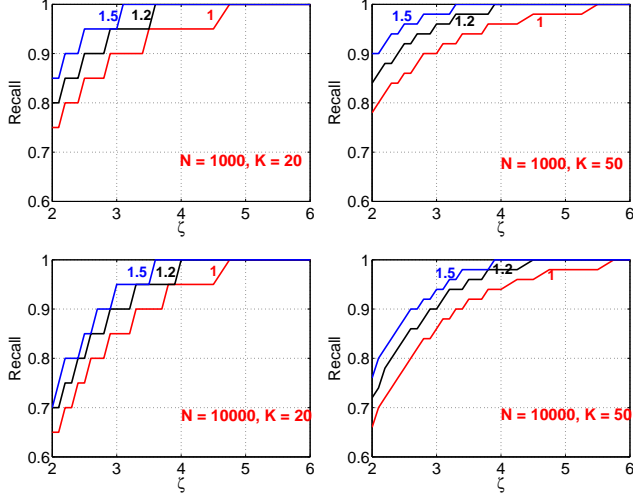 1
0.9
0.8
0.7
0.6
Recall
2 3 4 5 6
ζ
1.5 1.2 1
N = 1000, K = 20
1
0.9
0.8
0.7
0.6
Recall
2 3 4 5 6
ζ
1.5 1.2 1
N = 1000, K = 50
1
0.9
0.8
0.7
0.6
Recall
2 3 4 5 6
ζ
1.5 1.2 1
N = 10000, K = 20
1
0.9
0.8
0.7
0.6
Recall
2 3 4 5 6
ζ
1.5 1.2 1
N = 10000, K = 50